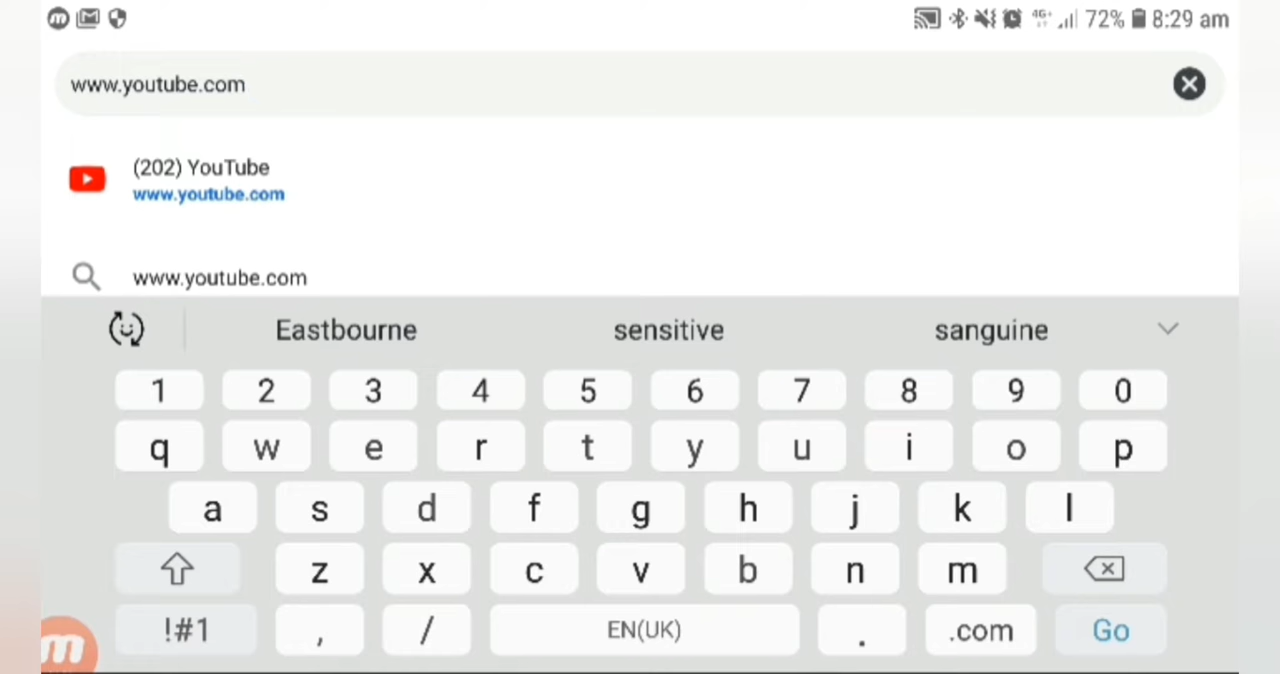 72% 8:29 am
www.youtube.com
(202) YouTube
www.youtube.com
www.youtube.com
Eastbourne sensitive sanguine
1 2 3 4 5 6 7 8 9 0
q w e r t y u i o p
a s d f g h j k l
z x c v b n m
!#1 , / EN(UK) . .com Go